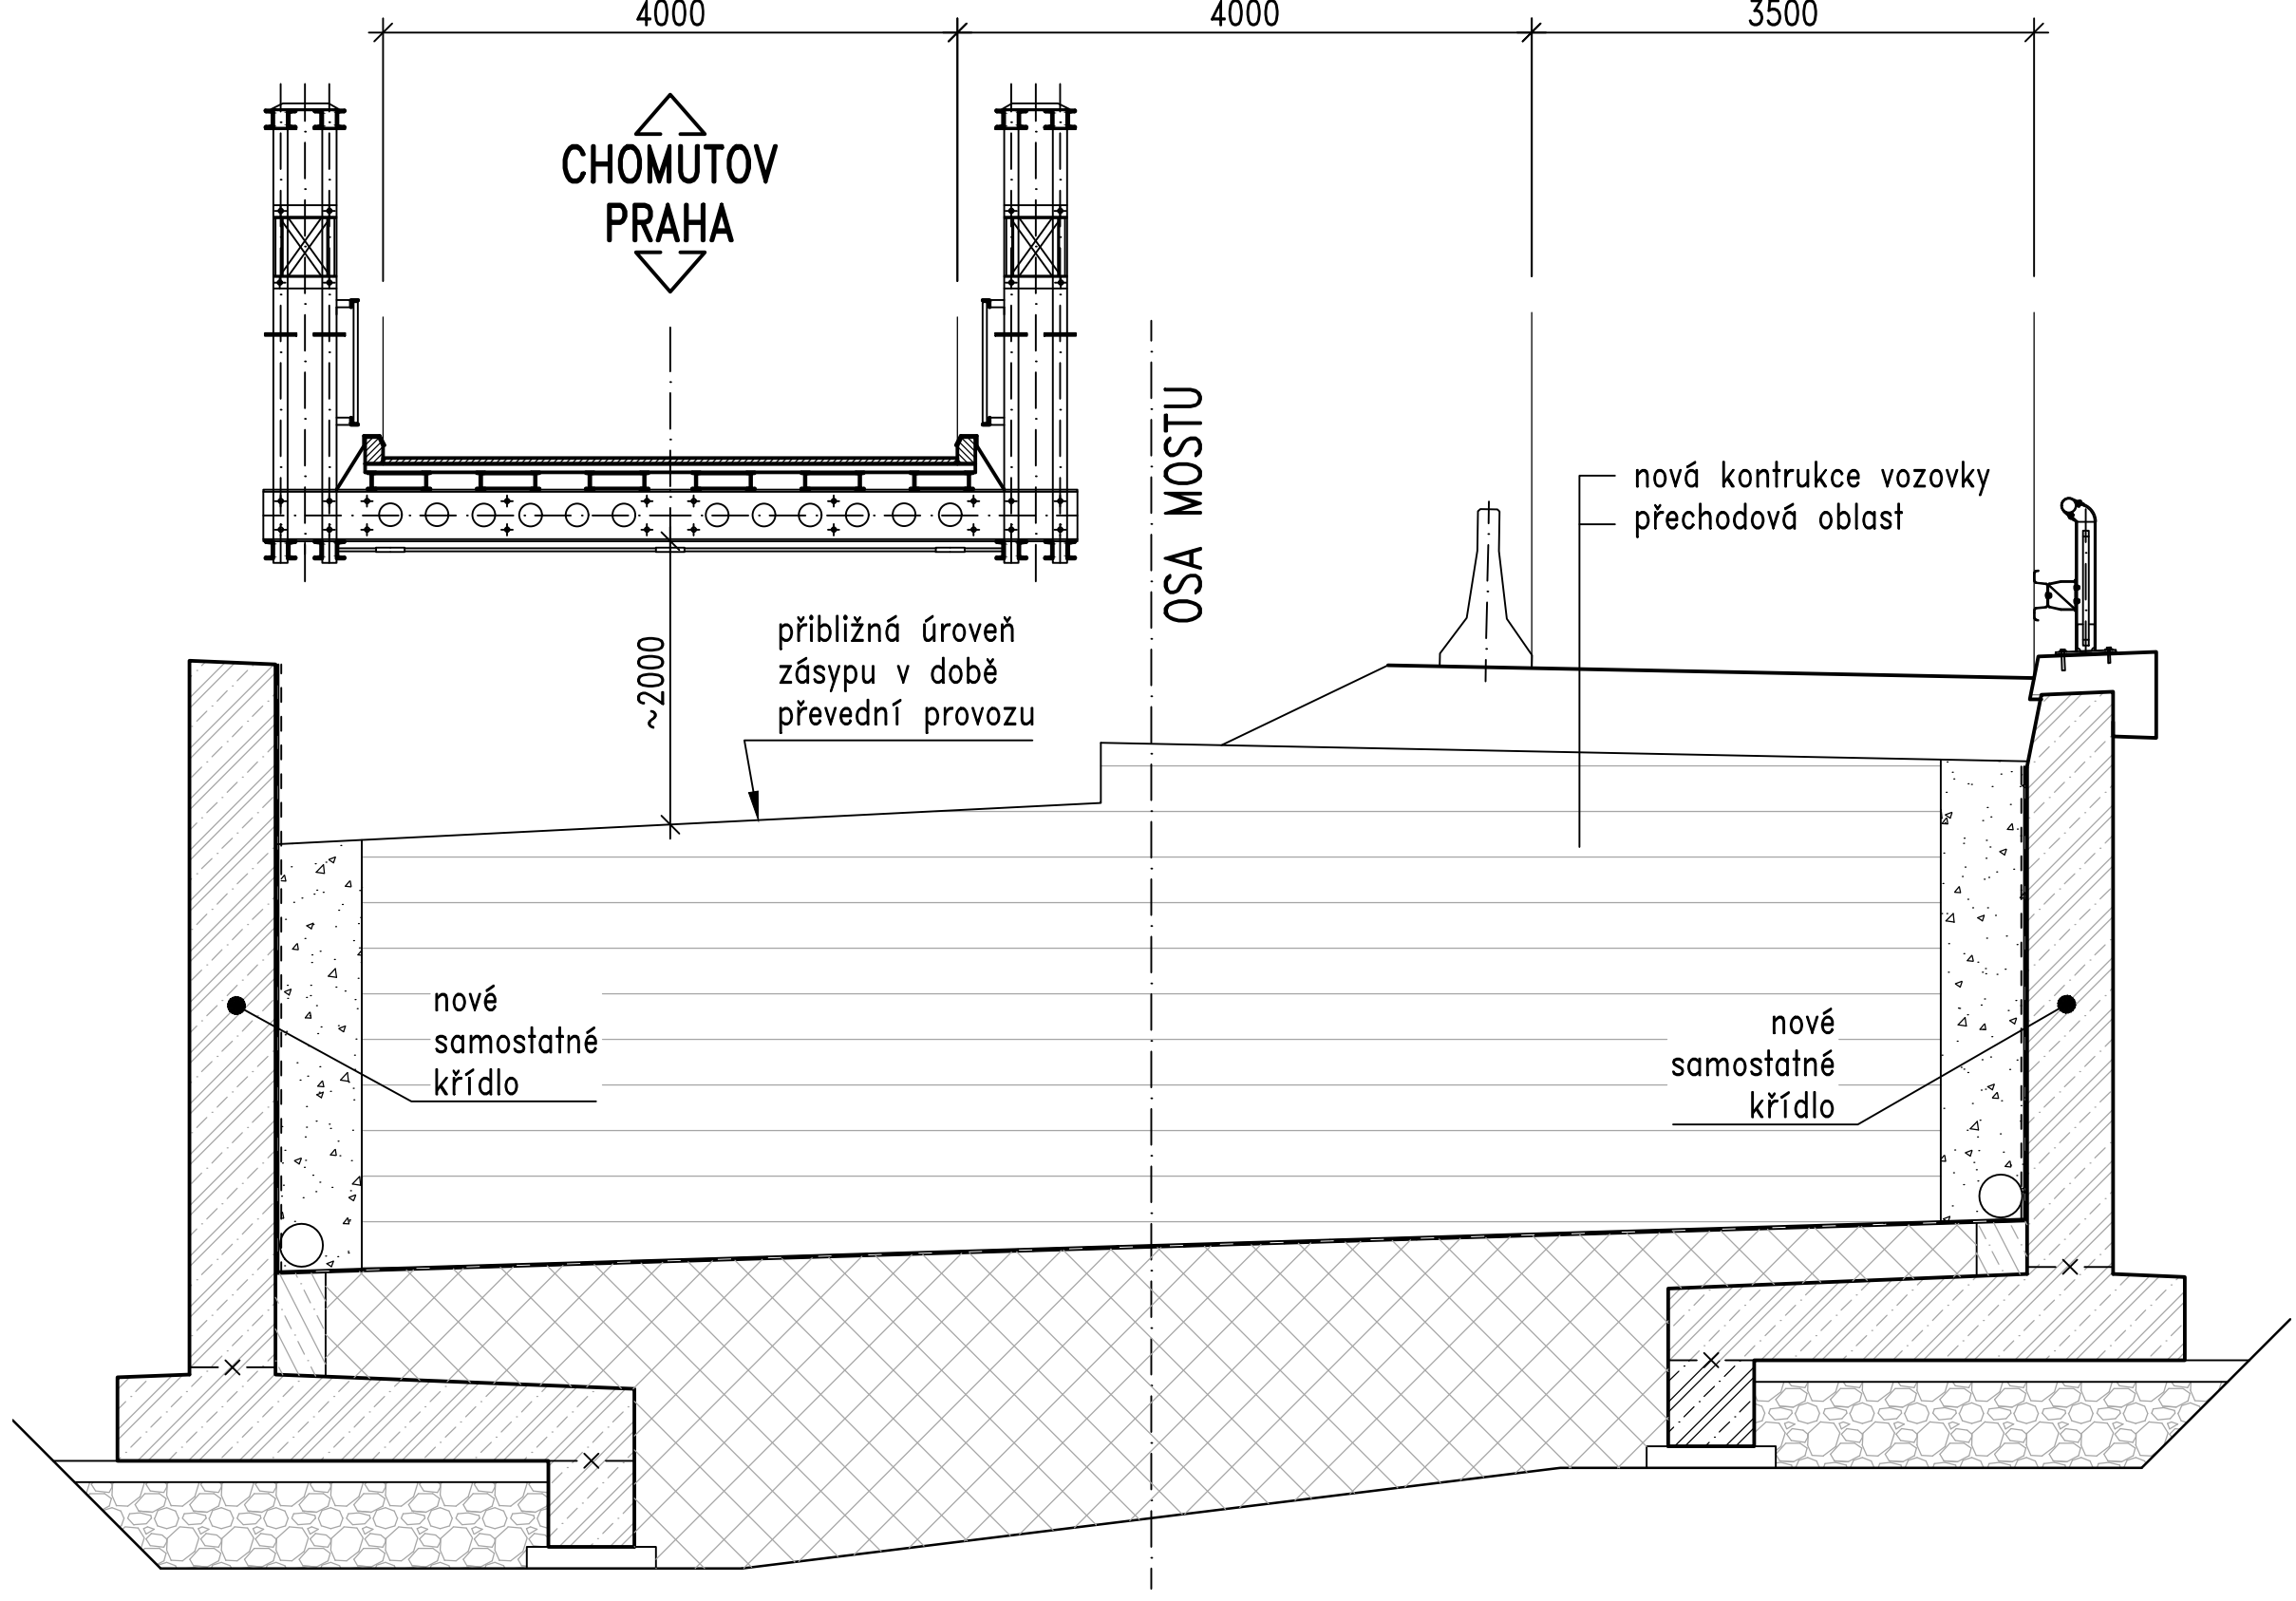 4000
4000
3500
CHOMUTOV
PRAHA
OSA MOSTU
nová kontrukce vozovky
přechodová oblast
~2000
přibližná úroveň
zásypu v době
převední provozu
nové
samostatné
křídlo
nové
samostatné
křídlo